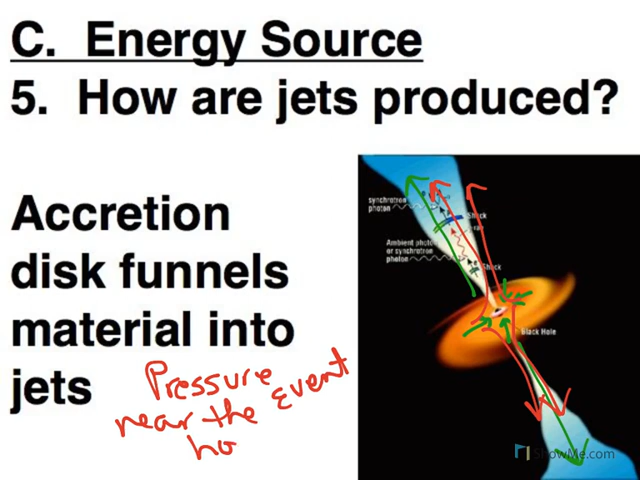 C. Energy Source
5. How are jets produced?
Accretion
disk funnels
material into
jets
Pressure
near the event
ho
synchrotron
photon
Shock
Ambient photon
or synchrotron
photon
Shock
Black Hole
ShowMe.com